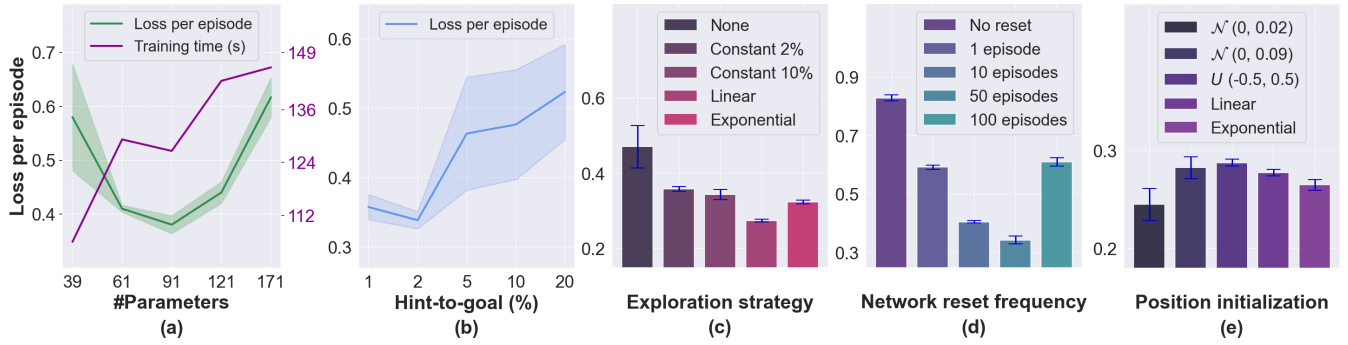 Loss per episode
Training time (s)
0.7
0.6
0.5
0.4
149
136
124
112
39 61 91 121 171
Loss per episode
#Parameters
(a)
Loss per episode
0.6
0.5
0.4
0.3
1 2 5 10 20
Hint-to-goal (%)
(b)
None
Constant 2%
Constant 10%
Linear
Exponential
0.6
0.4
0.2
Exploration strategy
(c)
No reset
1 episode
10 episodes
50 episodes
100 episodes
0.9
0.7
0.5
0.3
Network reset frequency
(d)
𝒩 (0, 0.02)
𝒩 (0, 0.09)
U (-0.5, 0.5)
Linear
Exponential
0.3
0.2
Position initialization
(e)